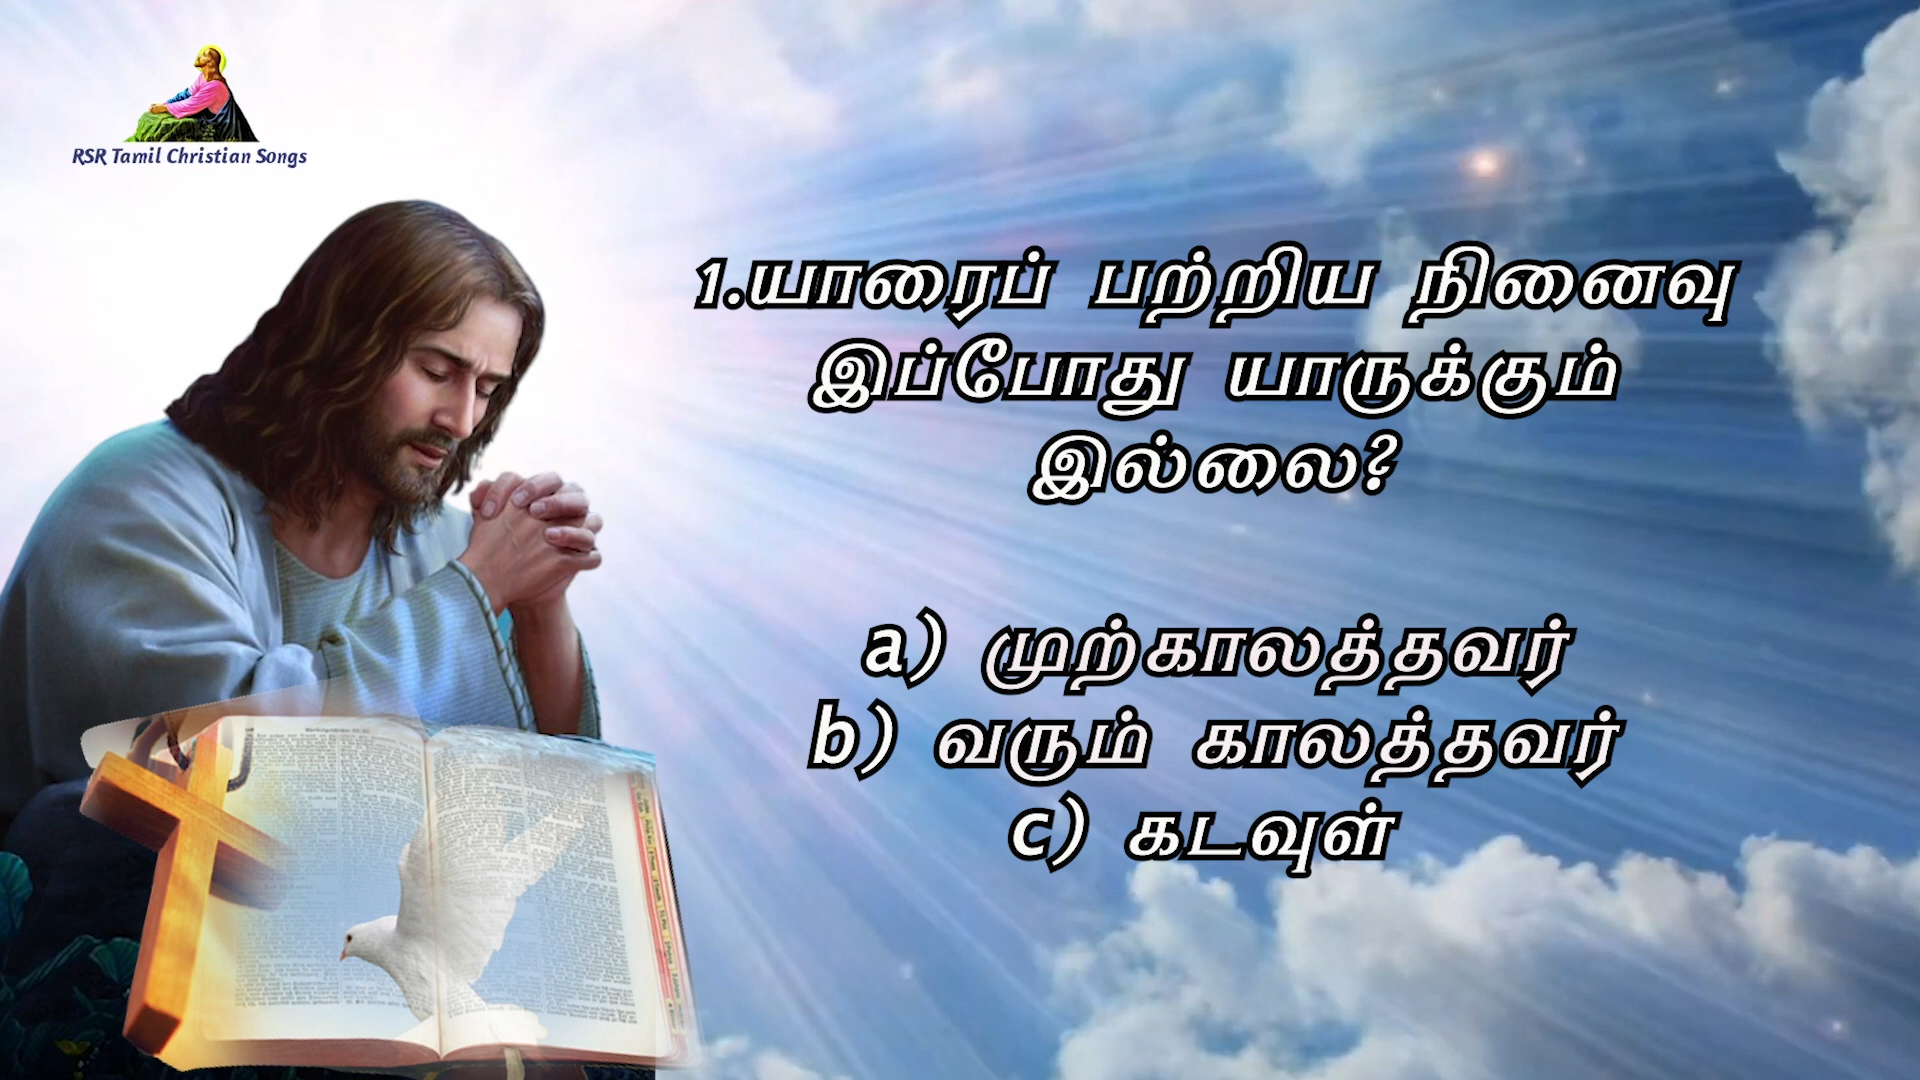 RSR Tamil Christian Songs
1.யாரைப் பற்றிய நினைவு
இப்போது யாருக்கும்
இல்லை?
a) முற்காலத்தவர்
b) வரும் காலத்தவர்
c) கடவுள்